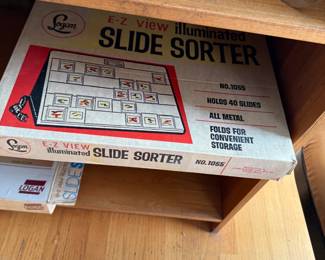 Logan
E-Z VIEW illuminated
SLIDE SORTER
NO. 1055
HOLDS 40 SLIDES
ALL METAL
FOLDS FOR
CONVENIENT
STORAGE
Logan
E-Z VIEW
illuminated SLIDE SORTER NO. 1055
LOGAN
SLIDE